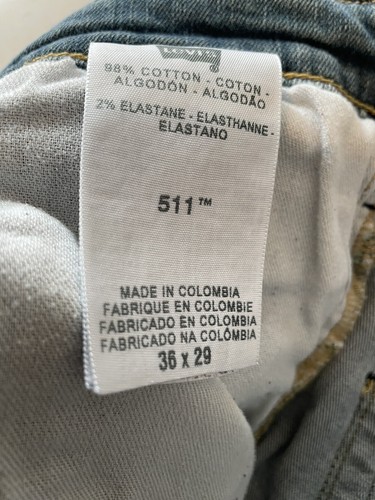 98% COTTON - COTON -
ALGODÓN - ALGODÃO
2% ELASTANE - ELASTHANNE -
ELASTANO
511™
MADE IN COLOMBIA
FABRIQUE EN COLOMBIE
FABRICADO EN COLOMBIA
FABRICADO NA COLÔMBIA
36 x 29